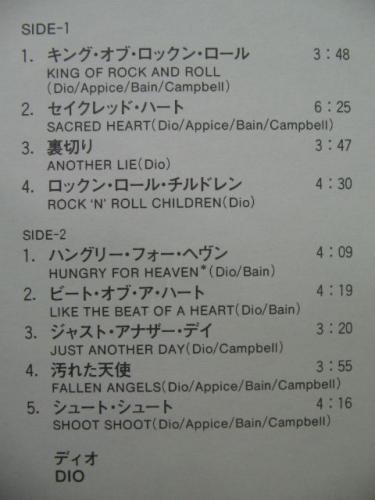 SIDE-1
1. キング・オブ・ロックン・ロール 3:48
KING OF ROCK AND ROLL
(Dio/Appice/Bain/Campbell)
2. セイクレッド・ハート 6:25
SACRED HEART(Dio/Appice/Bain/Campbell)
3. 裏切り 3:47
ANOTHER LIE(Dio)
4. ロックン・ロール・チルドレン 4:30
ROCK 'N' ROLL CHILDREN(Dio)
SIDE-2
1. ハングリー・フォー・ヘヴン 4:09
HUNGRY FOR HEAVEN*(Dio/Bain)
2. ビート・オブ・ア・ハート 4:19
LIKE THE BEAT OF A HEART(Dio/Bain)
3. ジャスト・アナザー・デイ 3:20
JUST ANOTHER DAY(Dio/Campbell)
4. 汚れた天使 3:55
FALLEN ANGELS(Dio/Appice/Bain/Campbell)
5. シュート・シュート 4:16
SHOOT SHOOT(Dio/Appice/Bain/Campbell)
ディオ
DIO